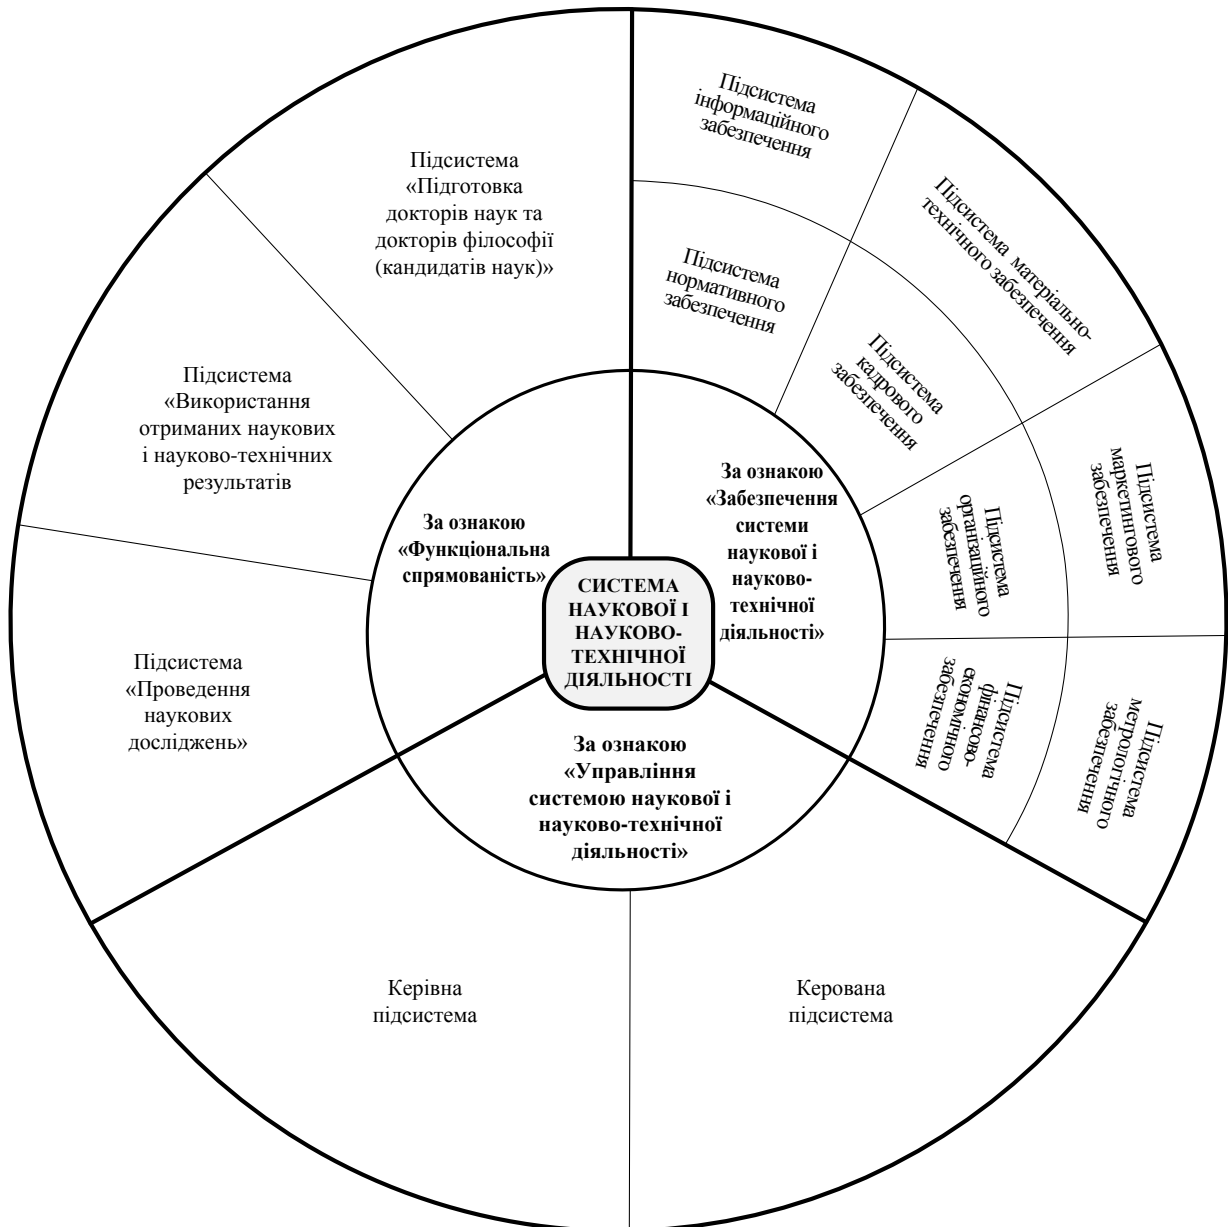 Підсистема
«Підготовка
докторів наук та
докторів філософії
(кандидатів наук)»
Підсистема
«Використання
отриманих наукових
і науково-технічних
результатів
Підсистема
«Проведення
наукових
досліджень»
За ознакою
«Функціональна
спрямованість»
Підсистема
інформаційного
забезпечення
Підсистема
нормативного
забезпечення
Підсистема матеріально-
технічного забезпечення
Підсистема
кадрового
забезпечення
Підсистема
маркетингового
забезпечення
Підсистема
організаційного
забезпечення
Підсистема
фінансово-
економічного
забезпечення
Підсистема
метрологічного
забезпечення
За ознакою
«Забезпечення
системи
наукової і
науково-
технічної
діяльності»
СИСТЕМА
НАУКОВОЇ І
НАУКОВО-
ТЕХНІЧНОЇ
ДІЯЛЬНОСТІ
За ознакою
«Управління
системою наукової і
науково-технічної
діяльності»
Керівна
підсистема
Керована
підсистема